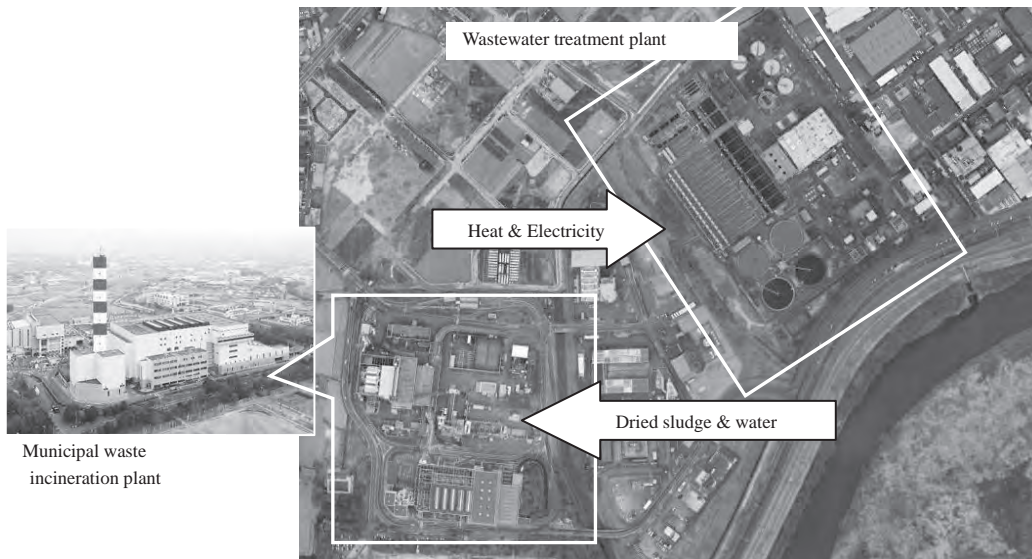 Wastewater treatment plant
Heat & Electricity
Dried sludge & water
Municipal waste
incineration plant